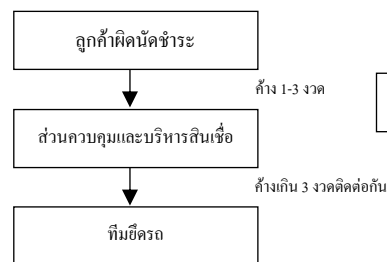 ลูกค้าผิดนัดชำระ
ค้าง 1-3 งวด
ส่วนควบคุมและบริหารสินเชื่อ
ค้างเกิน 3 งวดติดต่อกัน
ทีมยึดรถ